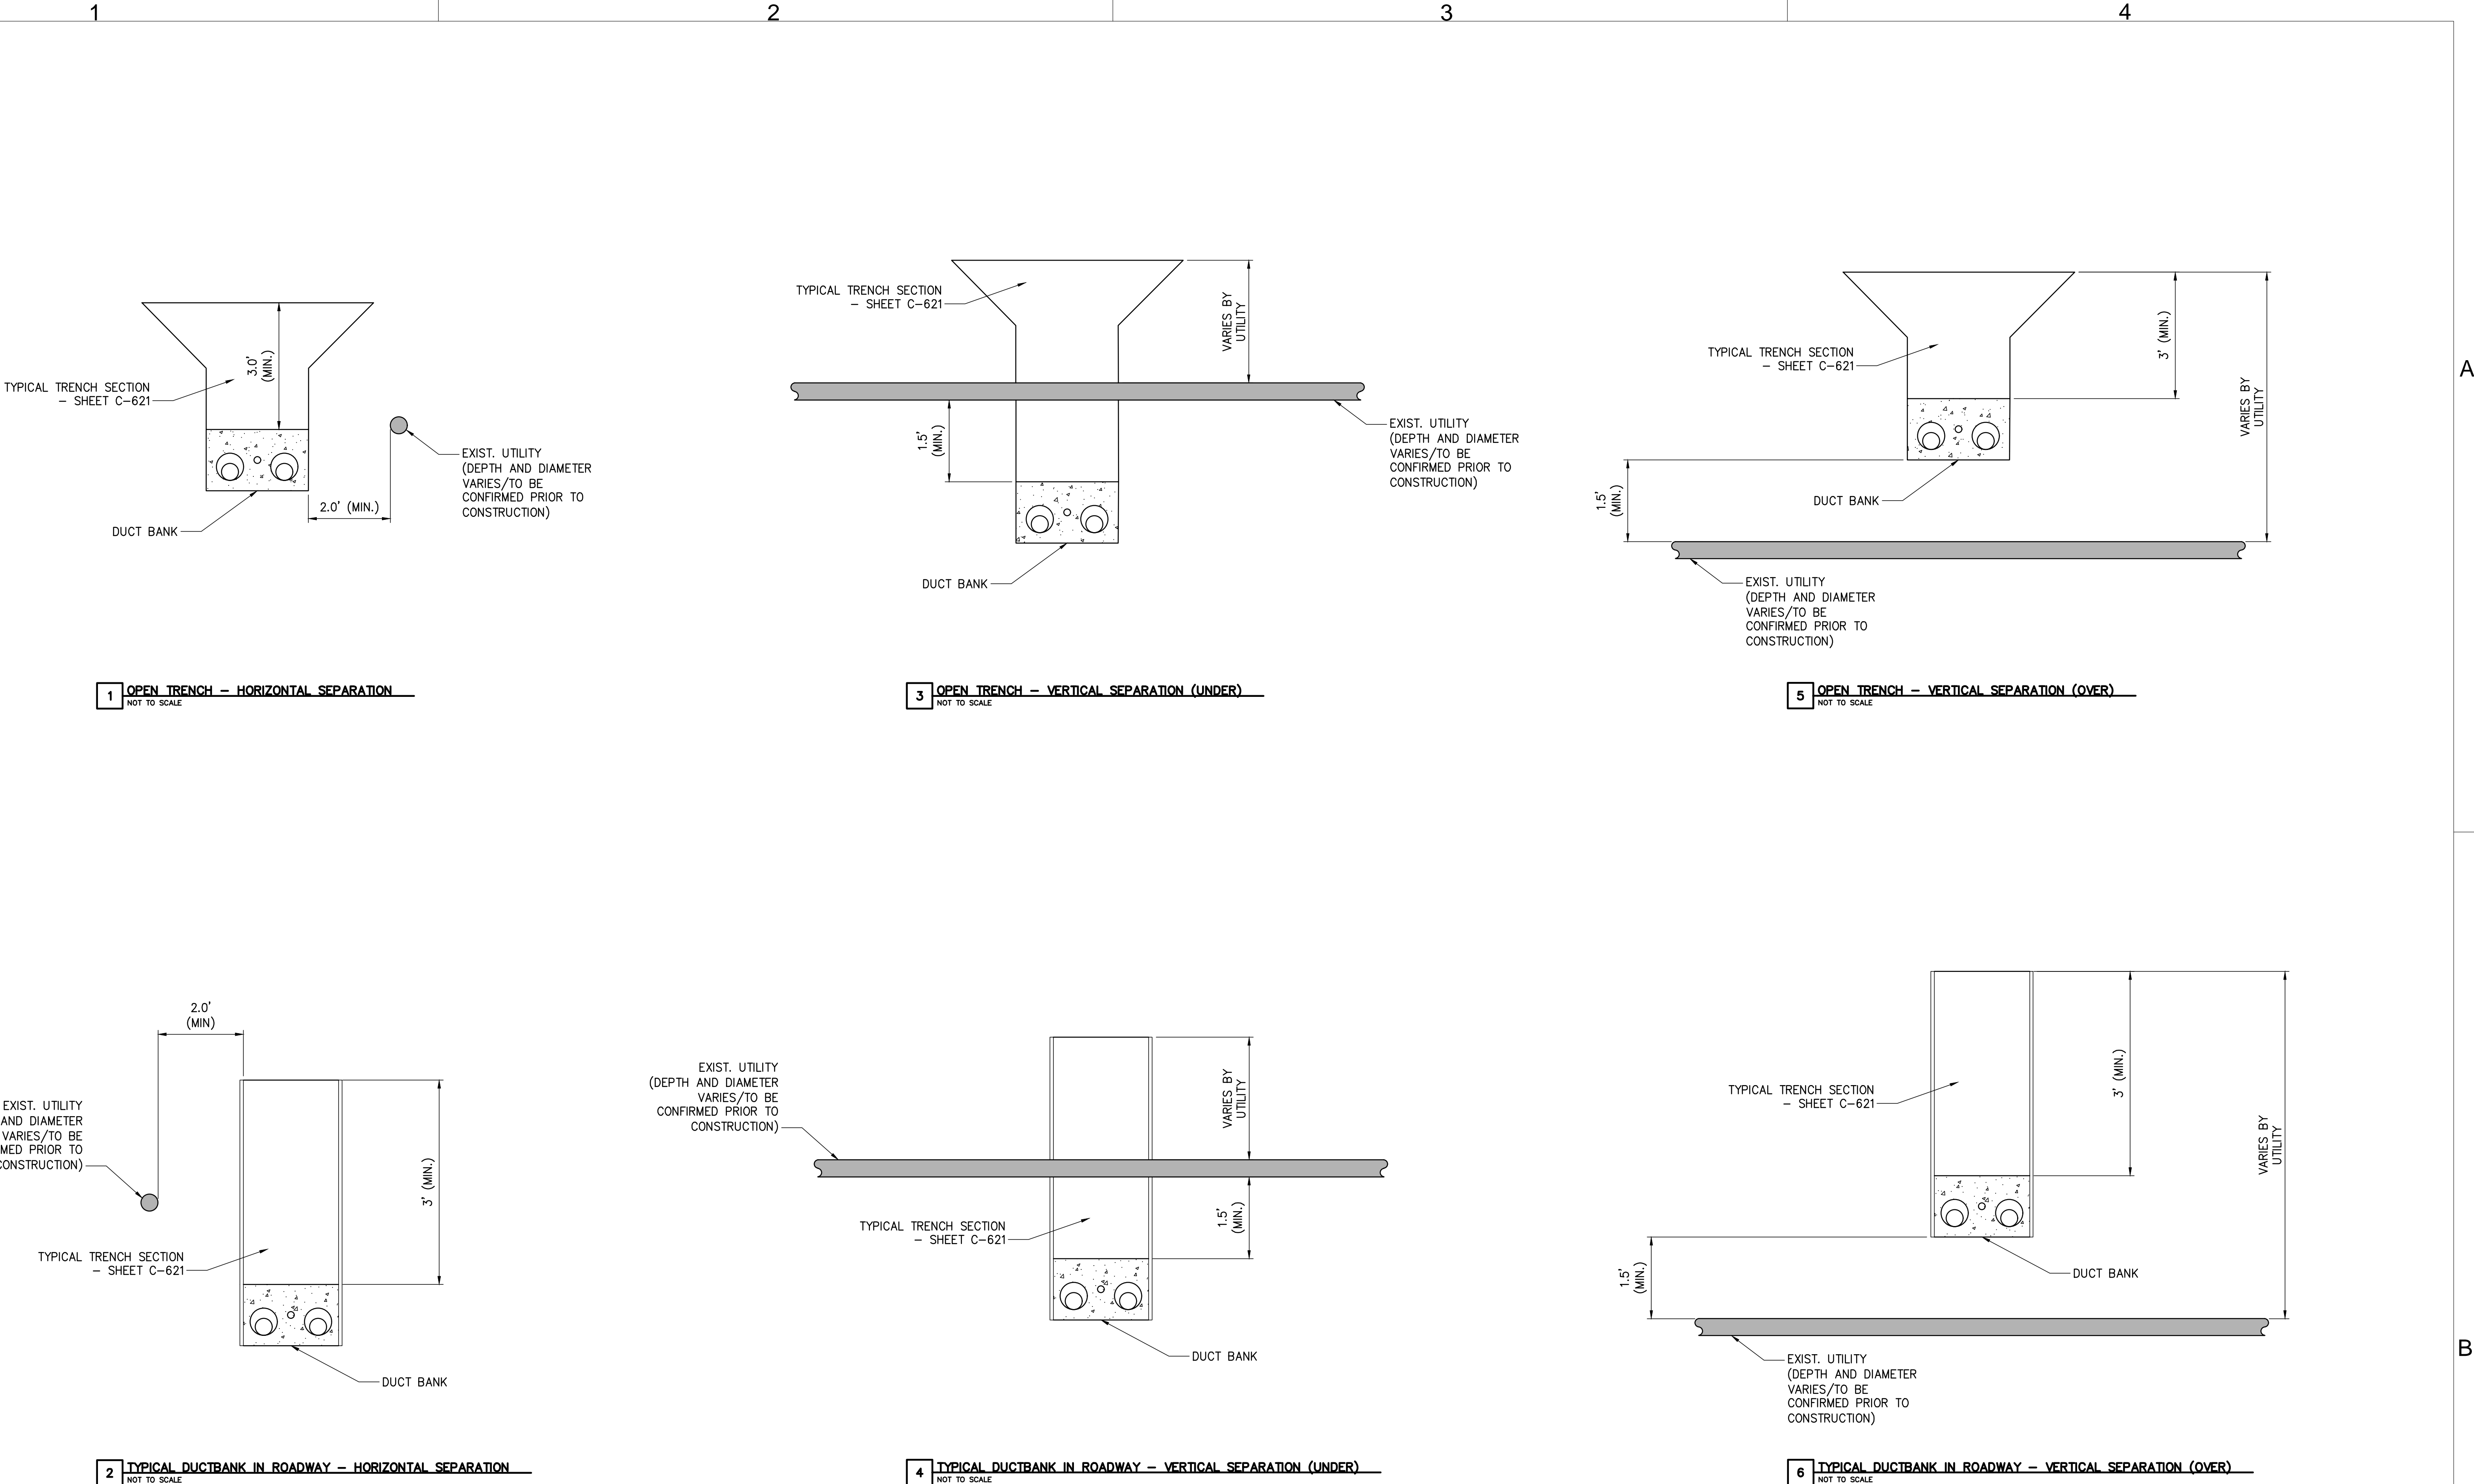 1
2
3
4
A
B
TYPICAL TRENCH SECTION
– SHEET C–621
3.0'
(MIN.)
2.0' (MIN.)
DUCT BANK
EXIST. UTILITY
(DEPTH AND DIAMETER
VARIES/TO BE
CONFIRMED PRIOR TO
CONSTRUCTION)
1 OPEN TRENCH – HORIZONTAL SEPARATION
NOT TO SCALE
TYPICAL TRENCH SECTION
– SHEET C–621
VARIES BY
UTILITY
1.5'
(MIN.)
EXIST. UTILITY
(DEPTH AND DIAMETER
VARIES/TO BE
CONFIRMED PRIOR TO
CONSTRUCTION)
DUCT BANK
3 OPEN TRENCH – VERTICAL SEPARATION (UNDER)
NOT TO SCALE
TYPICAL TRENCH SECTION
– SHEET C–621
3' (MIN.)
VARIES BY
UTILITY
1.5'
(MIN.)
DUCT BANK
EXIST. UTILITY
(DEPTH AND DIAMETER
VARIES/TO BE
CONFIRMED PRIOR TO
CONSTRUCTION)
5 OPEN TRENCH – VERTICAL SEPARATION (OVER)
NOT TO SCALE
2.0'
(MIN)
EXIST. UTILITY
AND DIAMETER
VARIES/TO BE
MED PRIOR TO
CONSTRUCTION)
3' (MIN.)
TYPICAL TRENCH SECTION
– SHEET C–621
DUCT BANK
2 TYPICAL DUCTBANK IN ROADWAY – HORIZONTAL SEPARATION
NOT TO SCALE
EXIST. UTILITY
(DEPTH AND DIAMETER
VARIES/TO BE
CONFIRMED PRIOR TO
CONSTRUCTION)
VARIES BY
UTILITY
TYPICAL TRENCH SECTION
– SHEET C–621
1.5'
(MIN.)
DUCT BANK
4 TYPICAL DUCTBANK IN ROADWAY – VERTICAL SEPARATION (UNDER)
NOT TO SCALE
TYPICAL TRENCH SECTION
– SHEET C–621
3' (MIN.)
VARIES BY
UTILITY
1.5'
(MIN.)
DUCT BANK
EXIST. UTILITY
(DEPTH AND DIAMETER
VARIES/TO BE
CONFIRMED PRIOR TO
CONSTRUCTION)
6 TYPICAL DUCTBANK IN ROADWAY – VERTICAL SEPARATION (OVER)
NOT TO SCALE